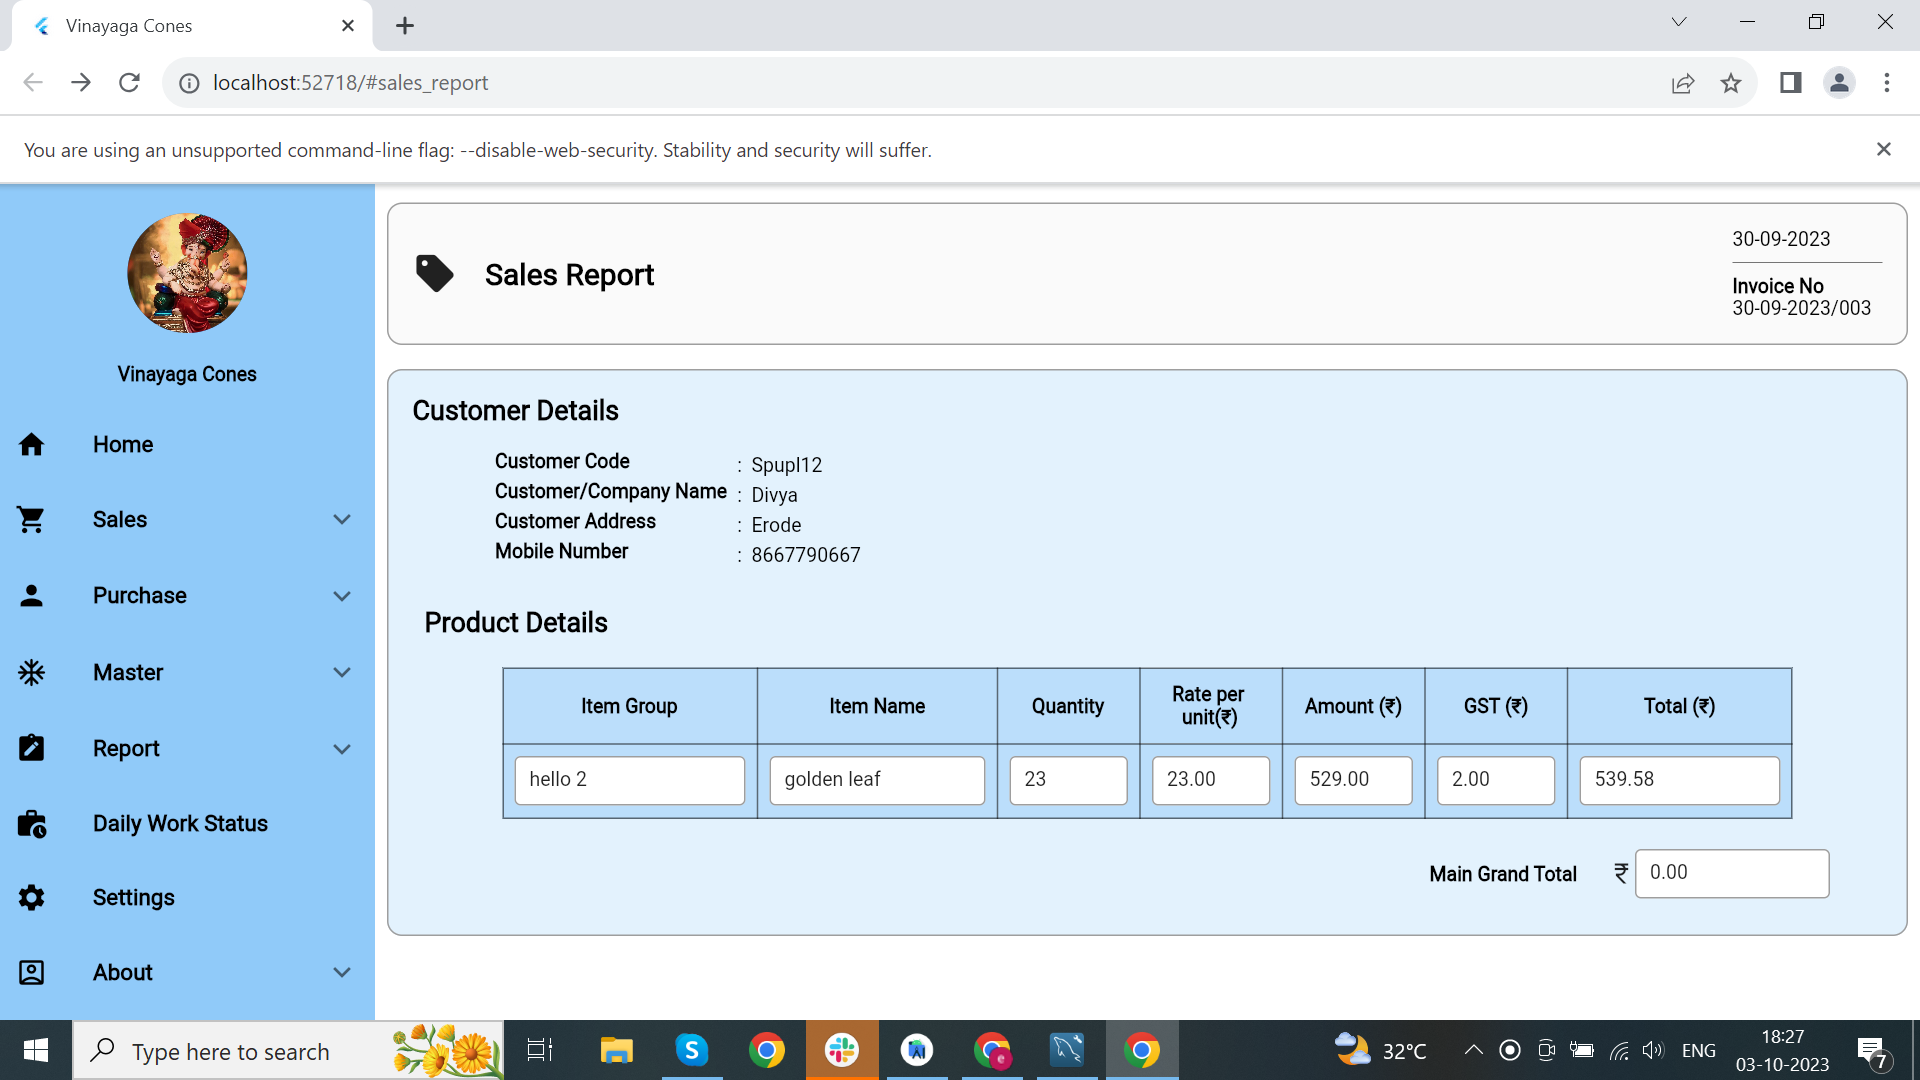 Vinayaga Cones
localhost:52718/#sales_report
You are using an unsupported command-line flag: --disable-web-security. Stability and security will suffer.
Vinayaga Cones
Home
Sales
Purchase
Master
Report
Daily Work Status
Settings
About
Sales Report
30-09-2023
Invoice No
30-09-2023/003
Customer Details
Customer Code : Spupl12
Customer/Company Name : Divya
Customer Address : Erode
Mobile Number : 8667790667
Product Details
Item Group Item Name Quantity Rate per unit(₹) Amount (₹) GST (₹) Total (₹)
hello 2 golden leaf 23 23.00 529.00 2.00 539.58
Main Grand Total ₹ 0.00
Type here to search
32°C
ENG
18:27
03-10-2023
7